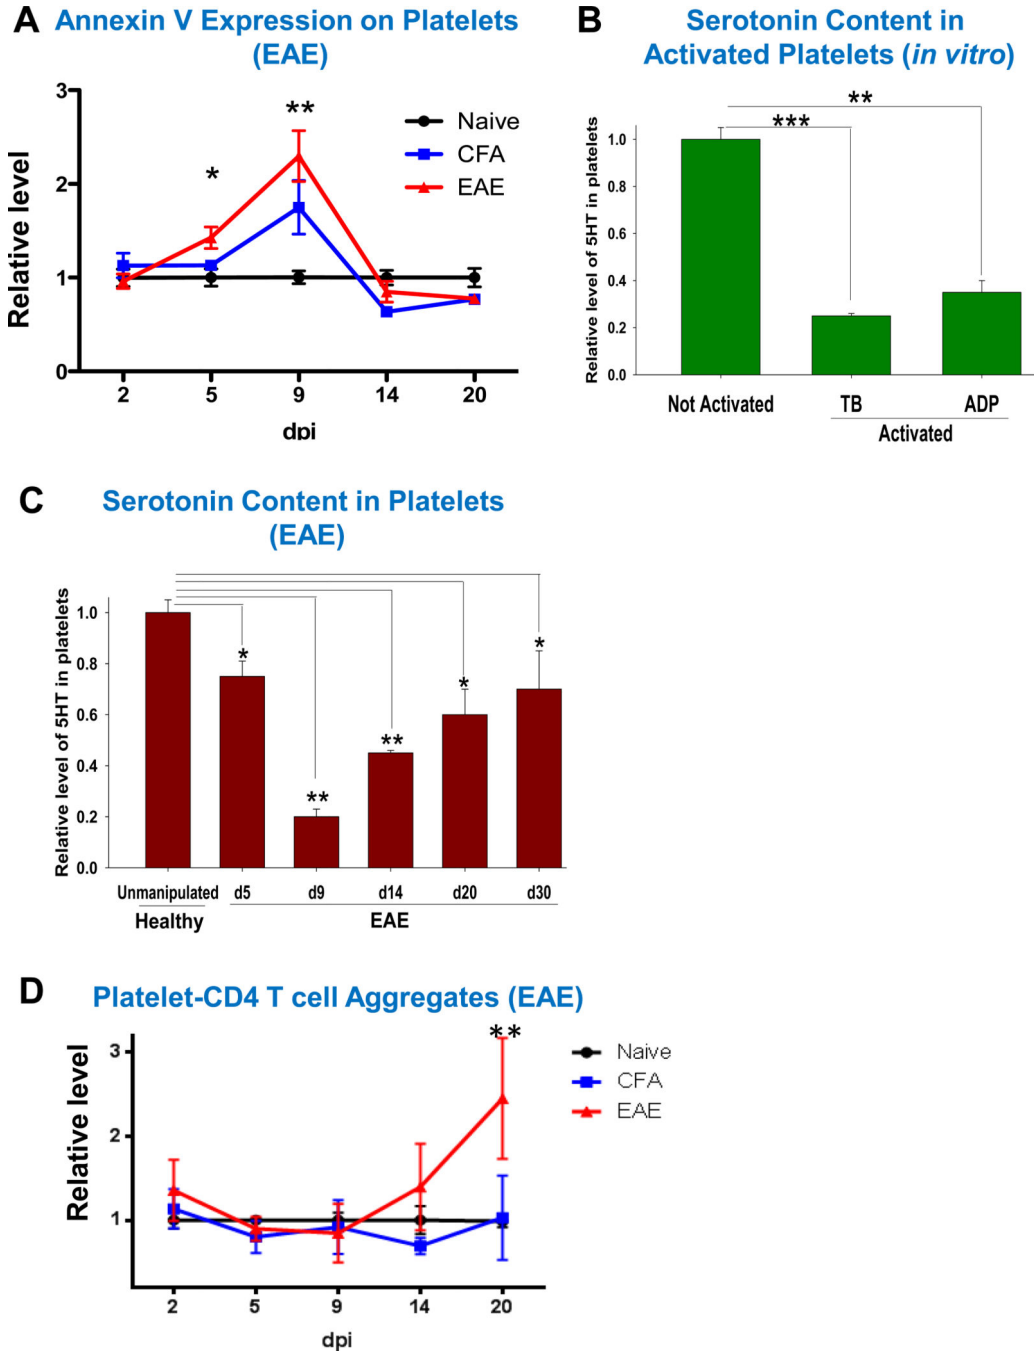 A
Annexin V Expression on Platelets
(EAE)
**
*
Naive
CFA
EAE
Relative level
3
2
1
0
2 5 9 14 20
dpi
B
Serotonin Content in
Activated Platelets (in vitro)
**
***
Relative level of 5HT in platelets
1.0
0.8
0.6
0.4
0.2
0.0
Not Activated TB ADP
Activated
C
Serotonin Content in Platelets
(EAE)
Relative level of 5HT in platelets
1.0
0.8
0.6
0.4
0.2
0.0
*
**
**
*
*
Unmanipulated d5 d9 d14 d20 d30
Healthy EAE
D
Platelet-CD4 T cell Aggregates (EAE)
**
Naive
CFA
EAE
Relative level
3
2
1
2 5 9 14 20
dpi